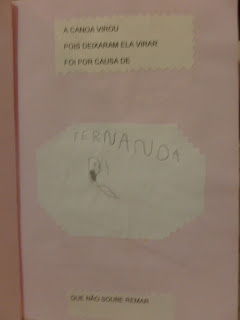 A CANOA VIROU
POIS DEIXARAM ELA VIRAR
FOI POR CAUSA DE
FERNANDA
QUE NÃO SOUBE REMAR